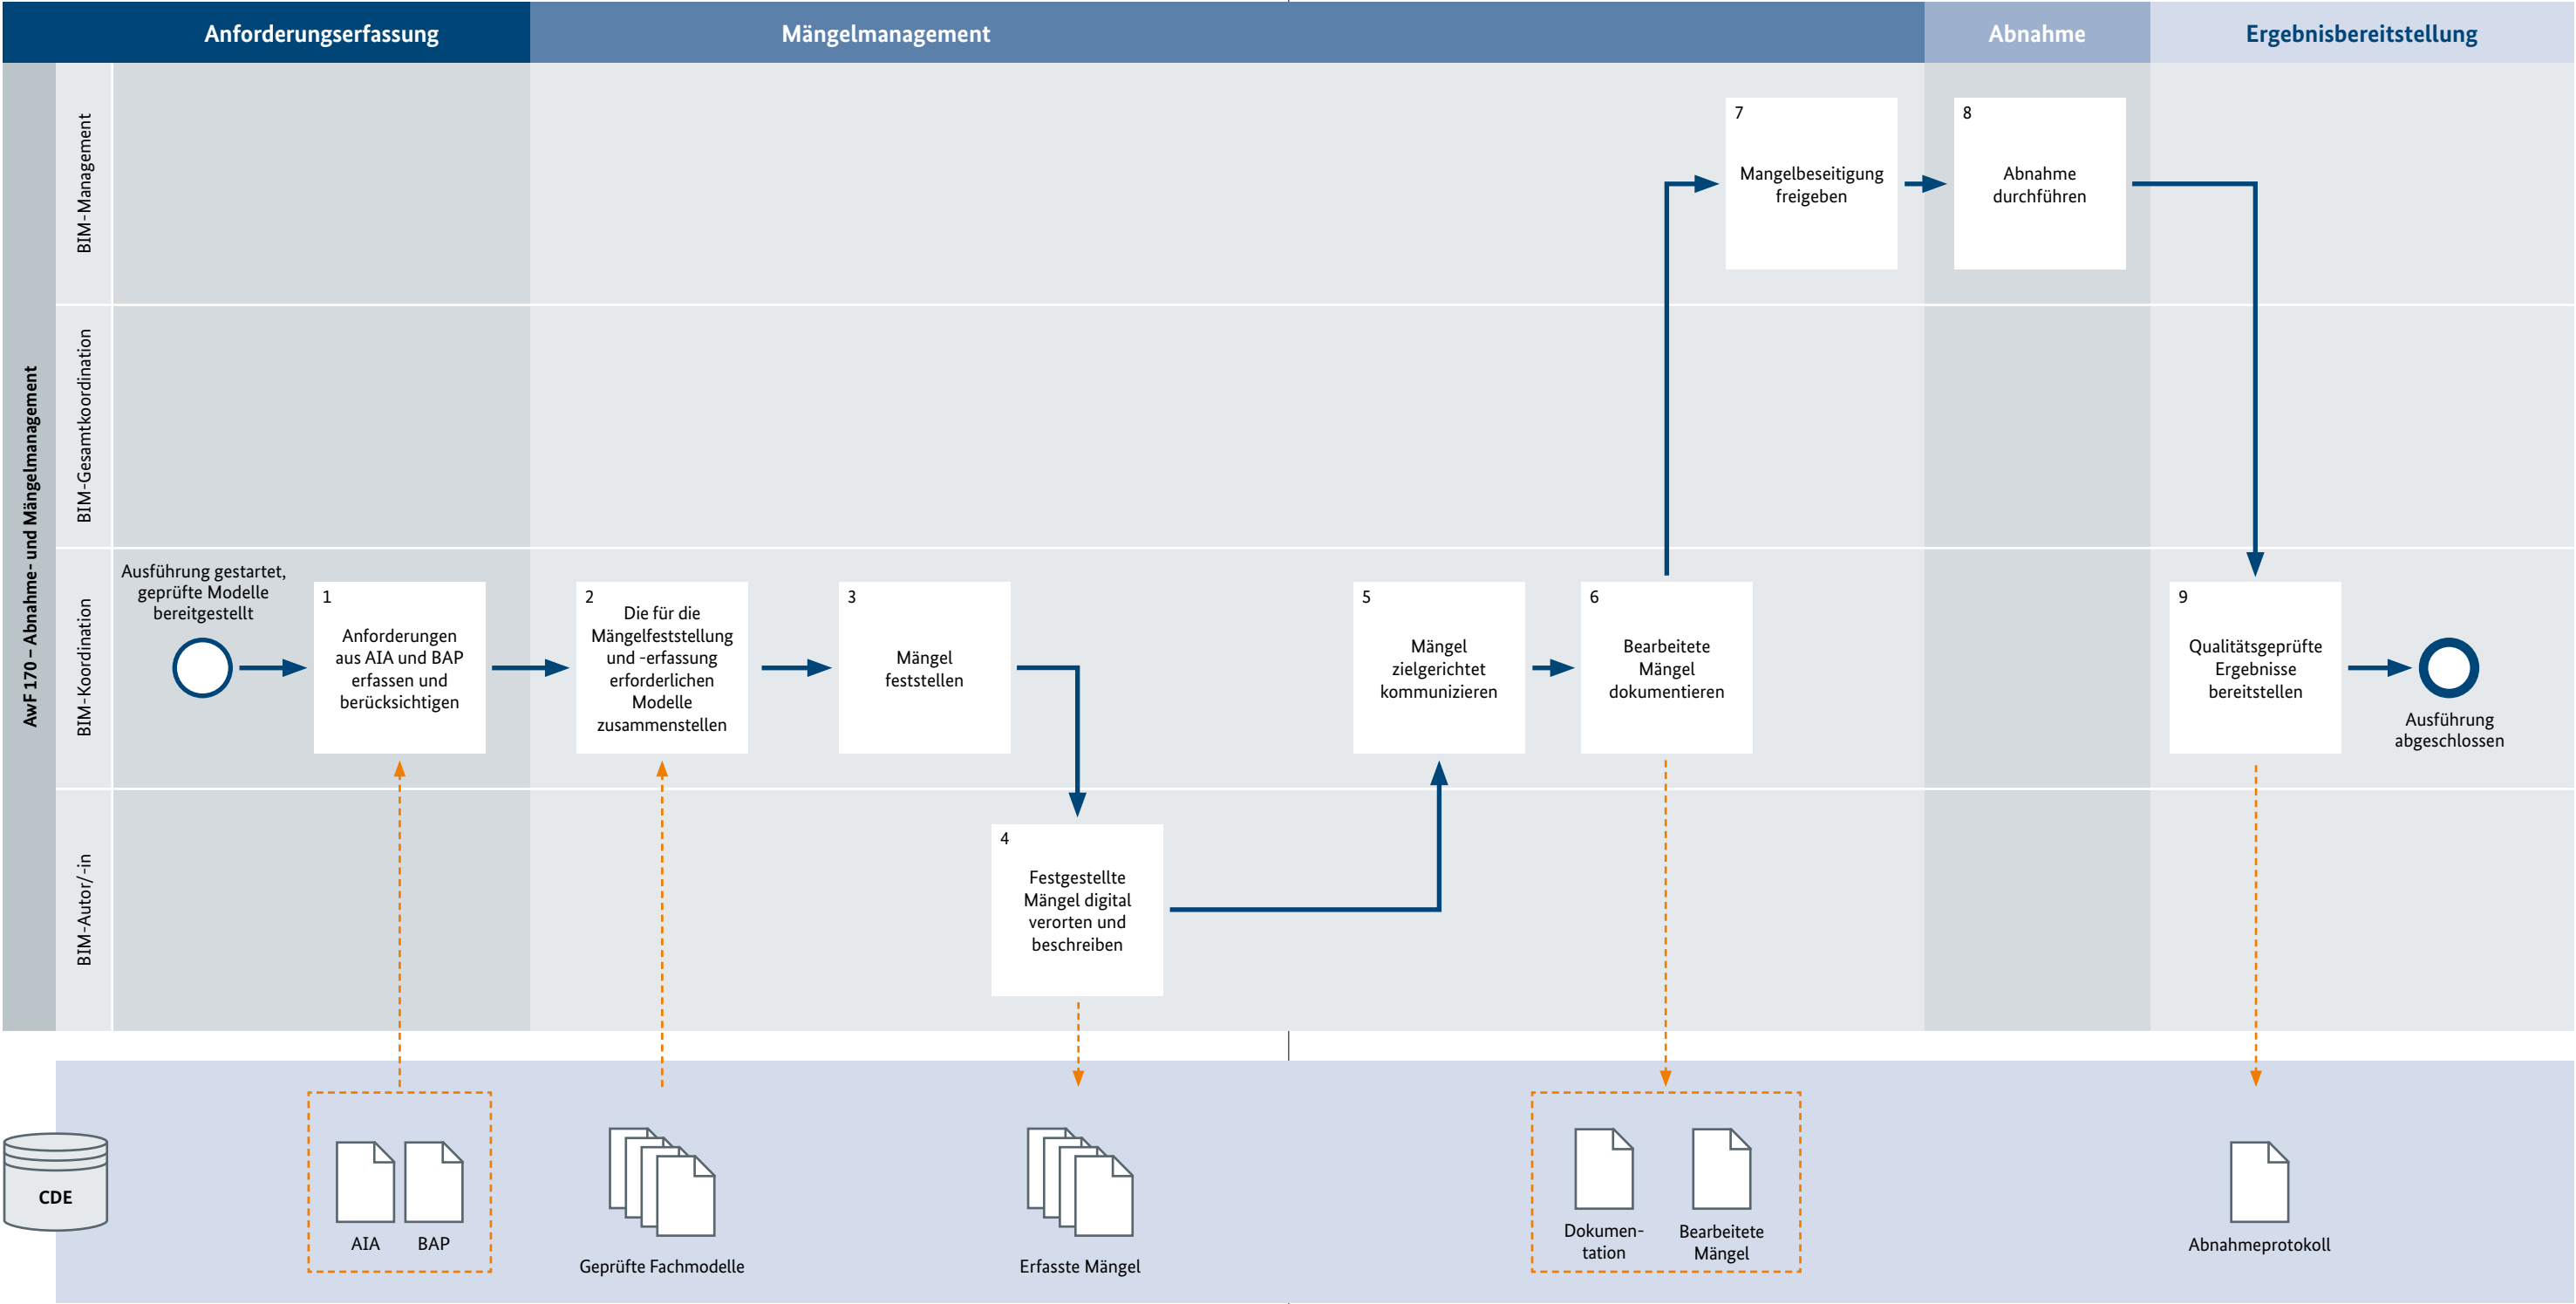 Anforderungserfassung
Mängelmanagement
Abnahme
Ergebnisbereitstellung
AwF 170 – Abnahme- und Mängelmanagement
BIM-Management
7
Mangelbeseitigung
freigeben
8
Abnahme
durchführen
BIM-Gesamtkoordination
BIM-Koordination
Ausführung gestartet,
geprüfte Modelle
bereitgestellt
1
Anforderungen
aus AIA und BAP
erfassen und
berücksichtigen
2
Die für die
Mängelfeststellung
und -erfassung
erforderlichen
Modelle
zusammenstellen
3
Mängel
feststellen
5
Mängel
zielgerichtet
kommunizieren
6
Bearbeitete
Mängel
dokumentieren
9
Qualitätsgeprüfte
Ergebnisse
bereitstellen
Ausführung
abgeschlossen
BIM-Autor/-in
4
Festgestellte
Mängel digital
verorten und
beschreiben
CDE
AIA
BAP
Geprüfte Fachmodelle
Erfasste Mängel
Dokumen-
tation
Bearbeitete
Mängel
Abnahmeprotokoll